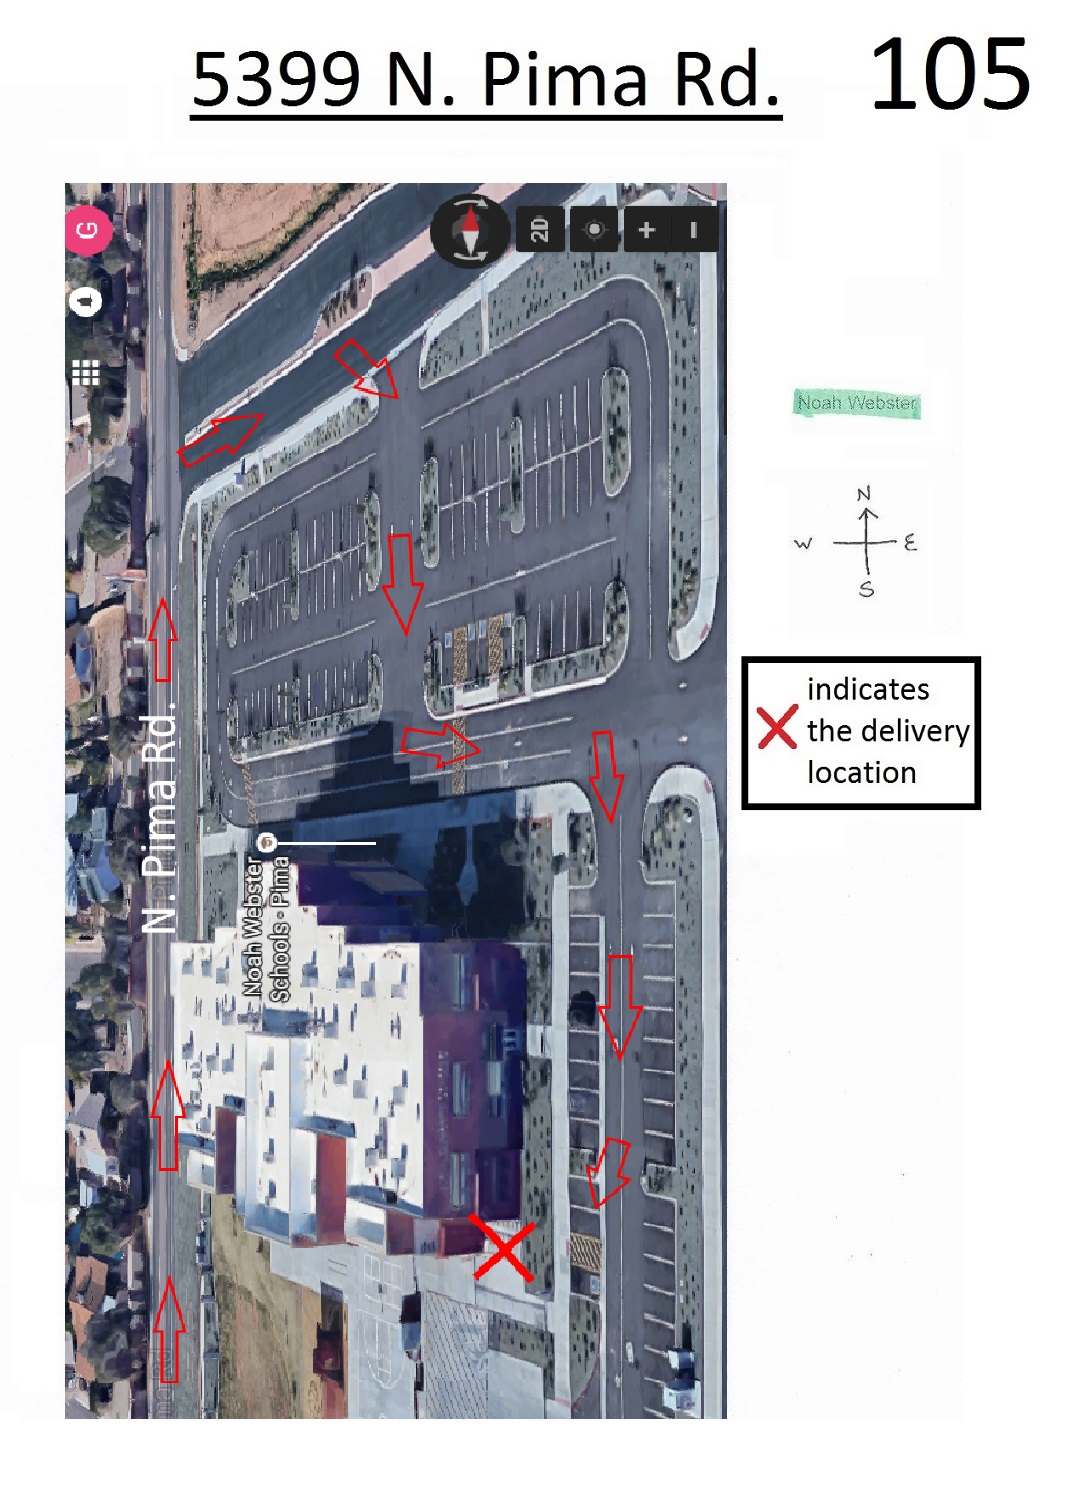 5399 N. Pima Rd.
105
G
2D
+
−
Noah Webster
N
W
E
S
indicates
the delivery
location
N. Pima Rd.
Noah Webster
Schools - Pima